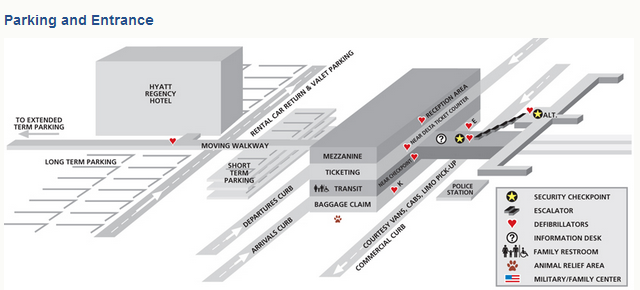 Parking and Entrance
HYATT
REGENCY
HOTEL
TO EXTENDED
TERM PARKING
LONG TERM PARKING
MOVING WALKWAY
RENTAL CAR RETURN & VALET PARKING
SHORT
TERM
PARKING
DEPARTURES CURB
ARRIVALS CURB
MEZZANINE
TICKETING
TRANSIT
BAGGAGE CLAIM
RECEPTION AREA
NEAR DELTA TICKET COUNTER
NEAR CHECKPOINT
E
K
?
ALT.
COURTESY VANS, CABS, LIMO PICK-UP
COMMERCIAL CURB
POLICE
STATION
SECURITY CHECKPOINT
ESCALATOR
DEFIBRILLATORS
? INFORMATION DESK
FAMILY RESTROOM
ANIMAL RELIEF AREA
MILITARY/FAMILY CENTER